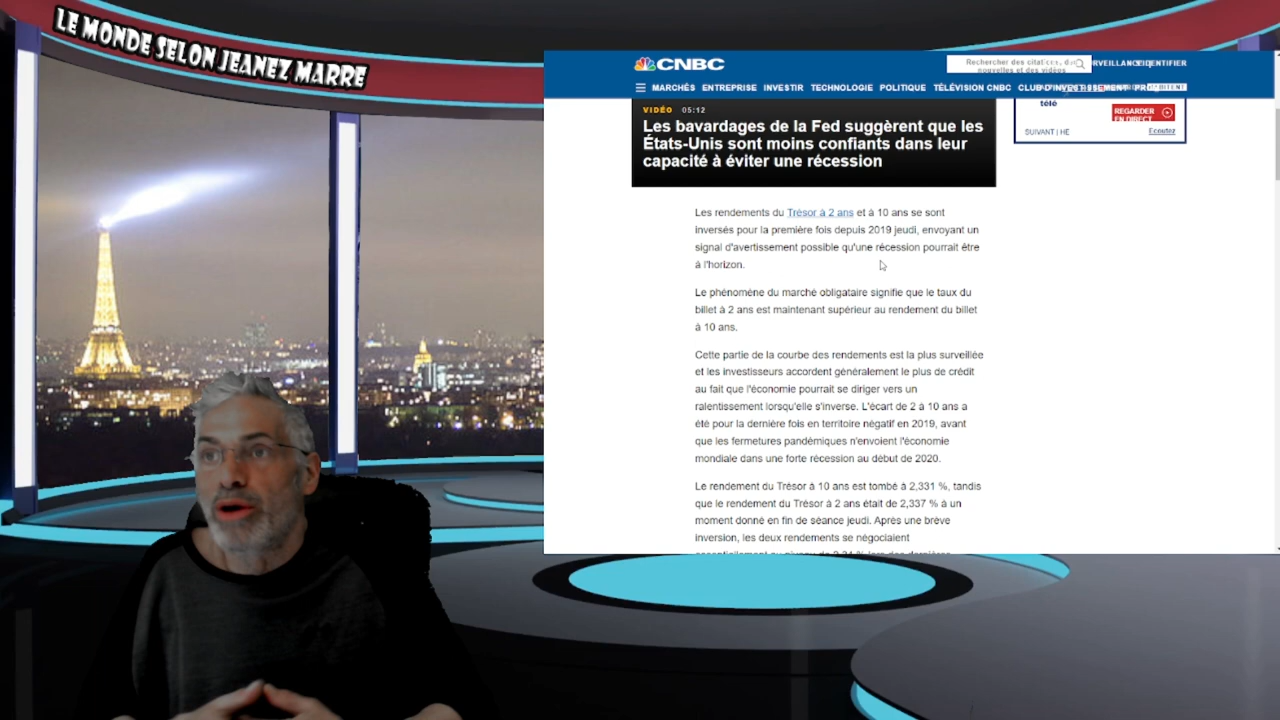 LE MONDE SELON JEANEZ MARRE
CNBC
Rechercher des
nouvelles et des vidéos
MARCHÉS ENTREPRISE INVESTIR TECHNOLOGIE POLITIQUE TÉLÉVISION CNBC CLUB D'INVESTISSEMENT
télé
REGARDER
EN DIRECT
SUIVANT | HE
Ecoutez
VIDÉO 05:12
Les bavardages de la Fed suggèrent que les
États-Unis sont moins confiants dans leur
capacité à éviter une récession
Les rendements du Trésor à 2 ans et à 10 ans se sont
inversés pour la première fois depuis 2019 jeudi, envoyant un
signal d'avertissement possible qu'une récession pourrait être
à l'horizon.
Le phénomène du marché obligataire signifie que le taux du
billet à 2 ans est maintenant supérieur au rendement du billet
à 10 ans.
Cette partie de la courbe des rendements est la plus surveillée
et les investisseurs accordent généralement le plus de crédit
au fait que l'économie pourrait se diriger vers un
ralentissement lorsqu'elle s'inverse. L'écart de 2 à 10 ans a
été pour la dernière fois en territoire négatif en 2019, avant
que les fermetures pandémiques n'envoient l'économie
mondiale dans une forte récession au début de 2020.
Le rendement du Trésor à 10 ans est tombé à 2,331 %, tandis
que le rendement du Trésor à 2 ans était de 2,337 % à un
moment donné en fin de séance jeudi. Après une brève
inversion, les deux rendements se négociaient